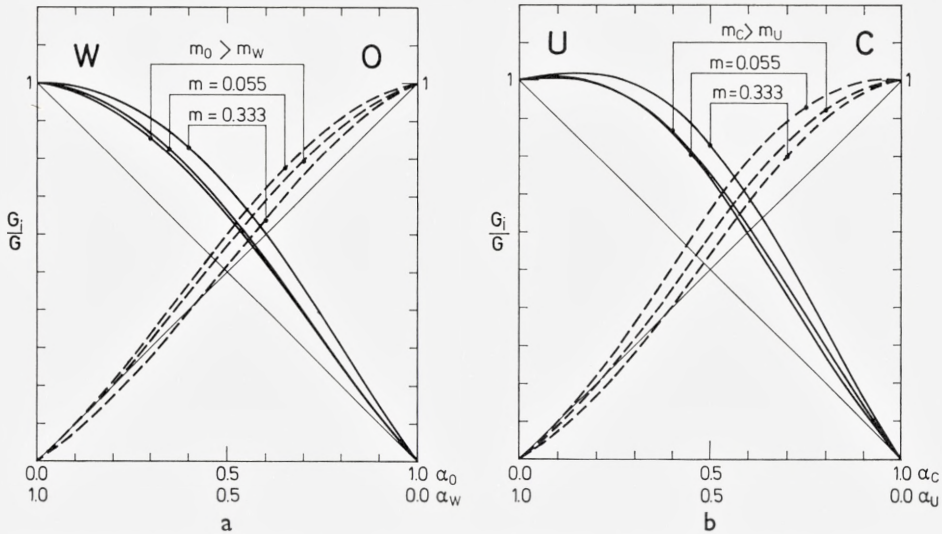 W
O
m_O > m_W
m = 0.055
m = 0.333
1
1
G_i/G
0.0 0.5 1.0 α_O
1.0 0.5 0.0 α_W
a
U
C
m_C > m_U
m = 0.055
m = 0.333
1
1
G_i/G
0.0 0.5 1.0 α_C
1.0 0.5 0.0 α_U
b